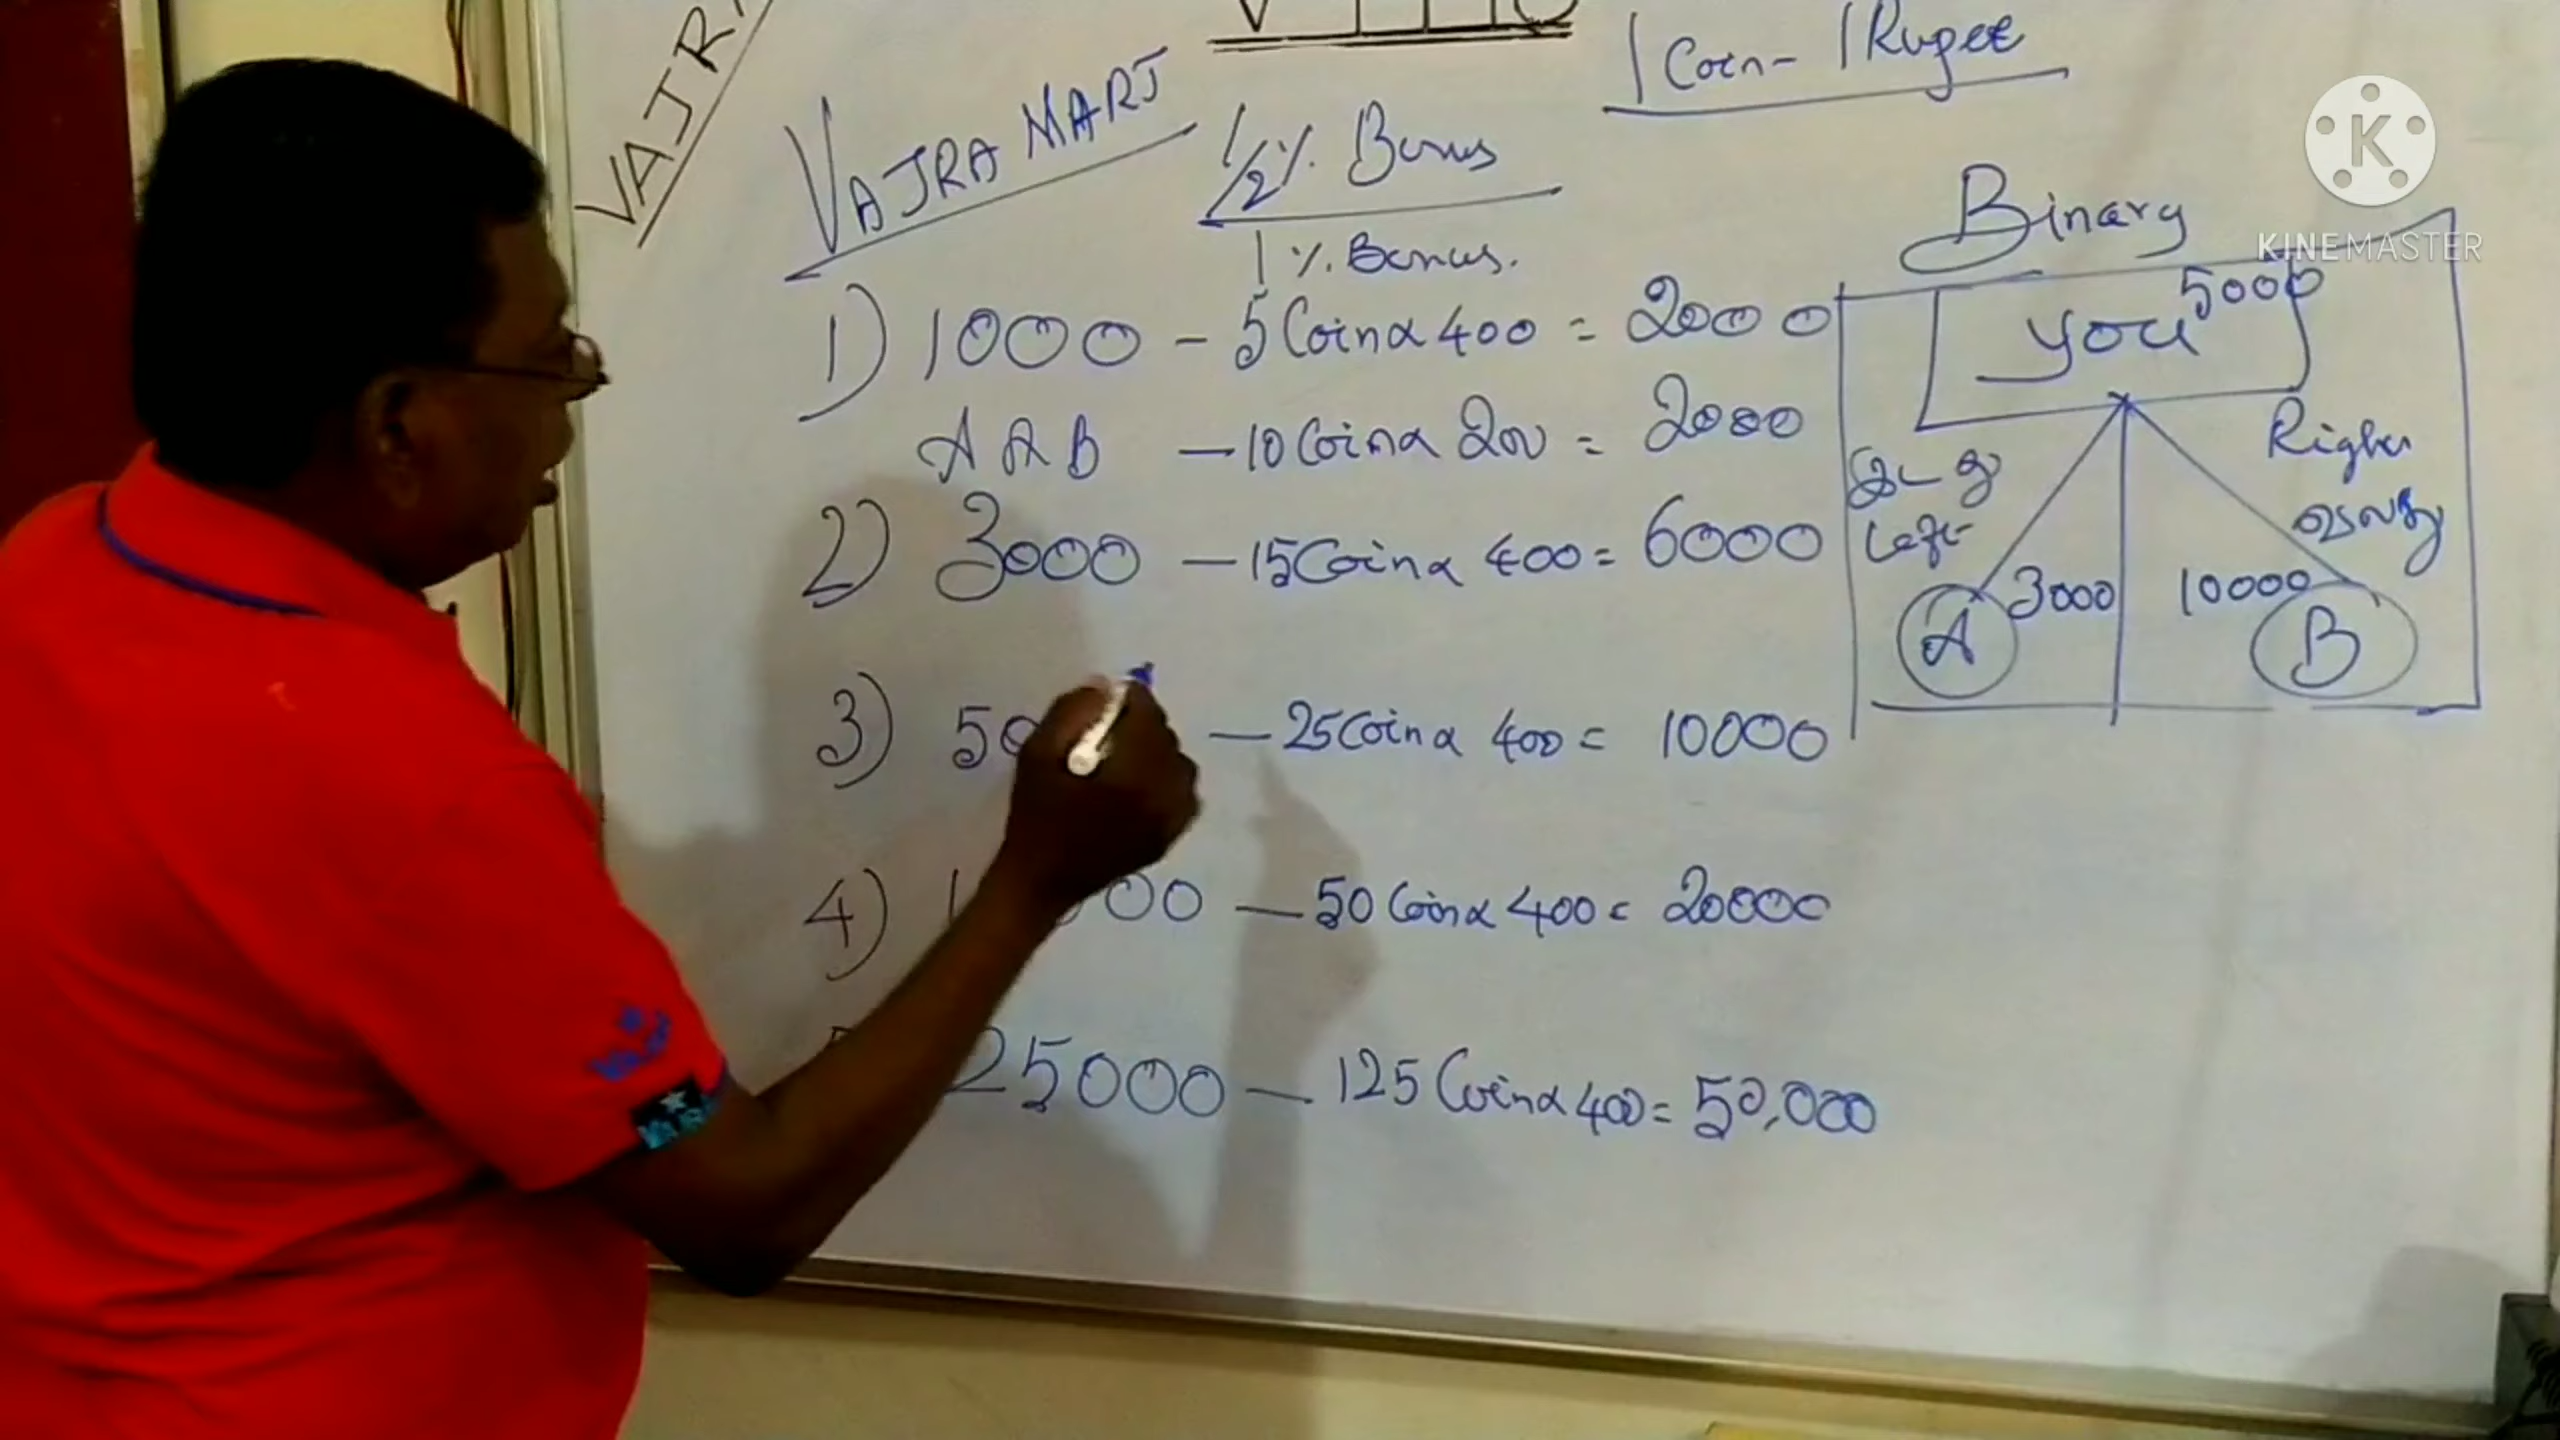 VAJRA MART
1/2 % Bonus
1 Coin - 1 Rupee
1 % Bonus.
1) 1000 - 5 Coin α 400 = 2000
A & B - 10 Coin α 200 = 2000
2) 3000 - 15 Coin α 400 = 6000
3) - 25 Coin α 400 = 10000
4) - 50 Coin α 400 = 20000
25000 - 125 Coin α 400 = 50,000
Binary
5000
you
இடது
Left
Right
வலது
3000
10000
A
B
KINEMASTER